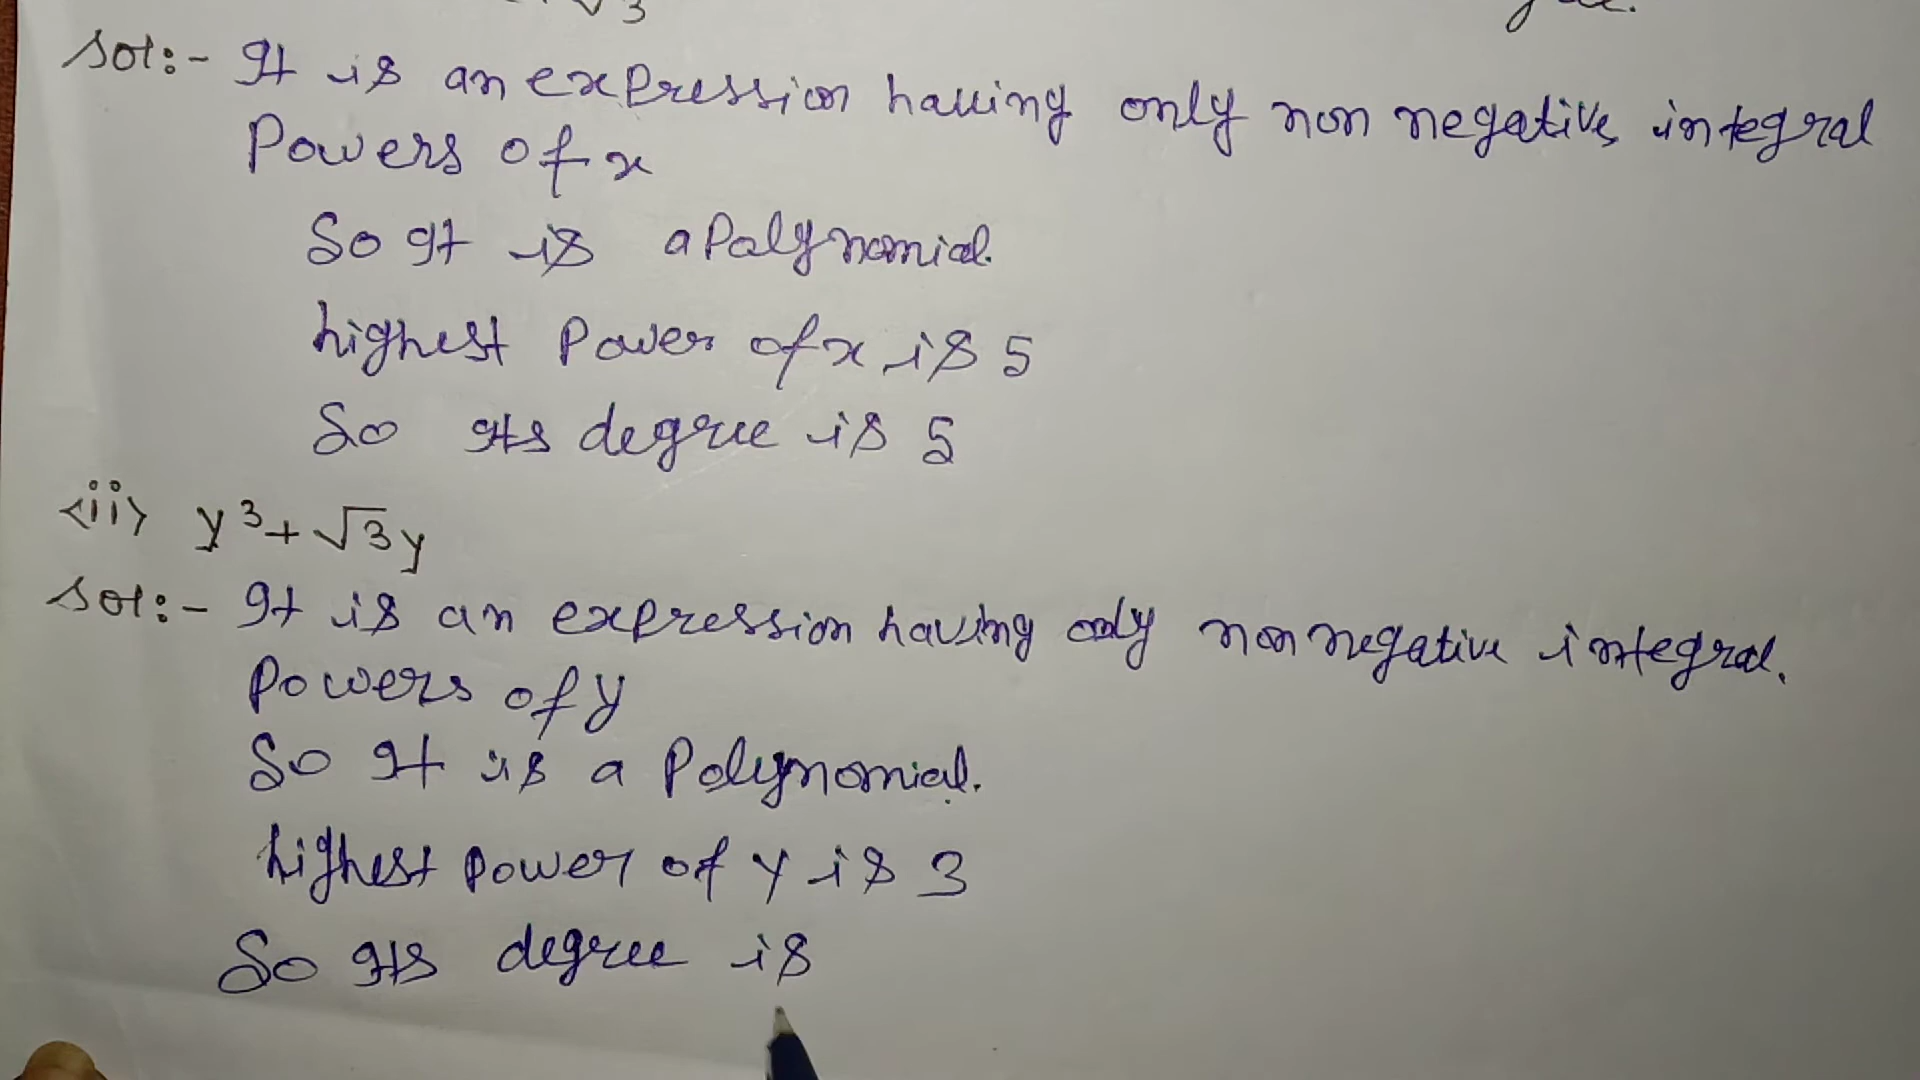 √3
Sol:- It is an expression having only non negative integral
Powers of x
So It is a Polynomial.
highest Power of x is 5
So Its degree is 5
<ii> y³+√3y
Sol:- It is an expression having only non negative integral.
Powers of y
So It is a Polynomial.
highest Power of y is 3
So Its degree is